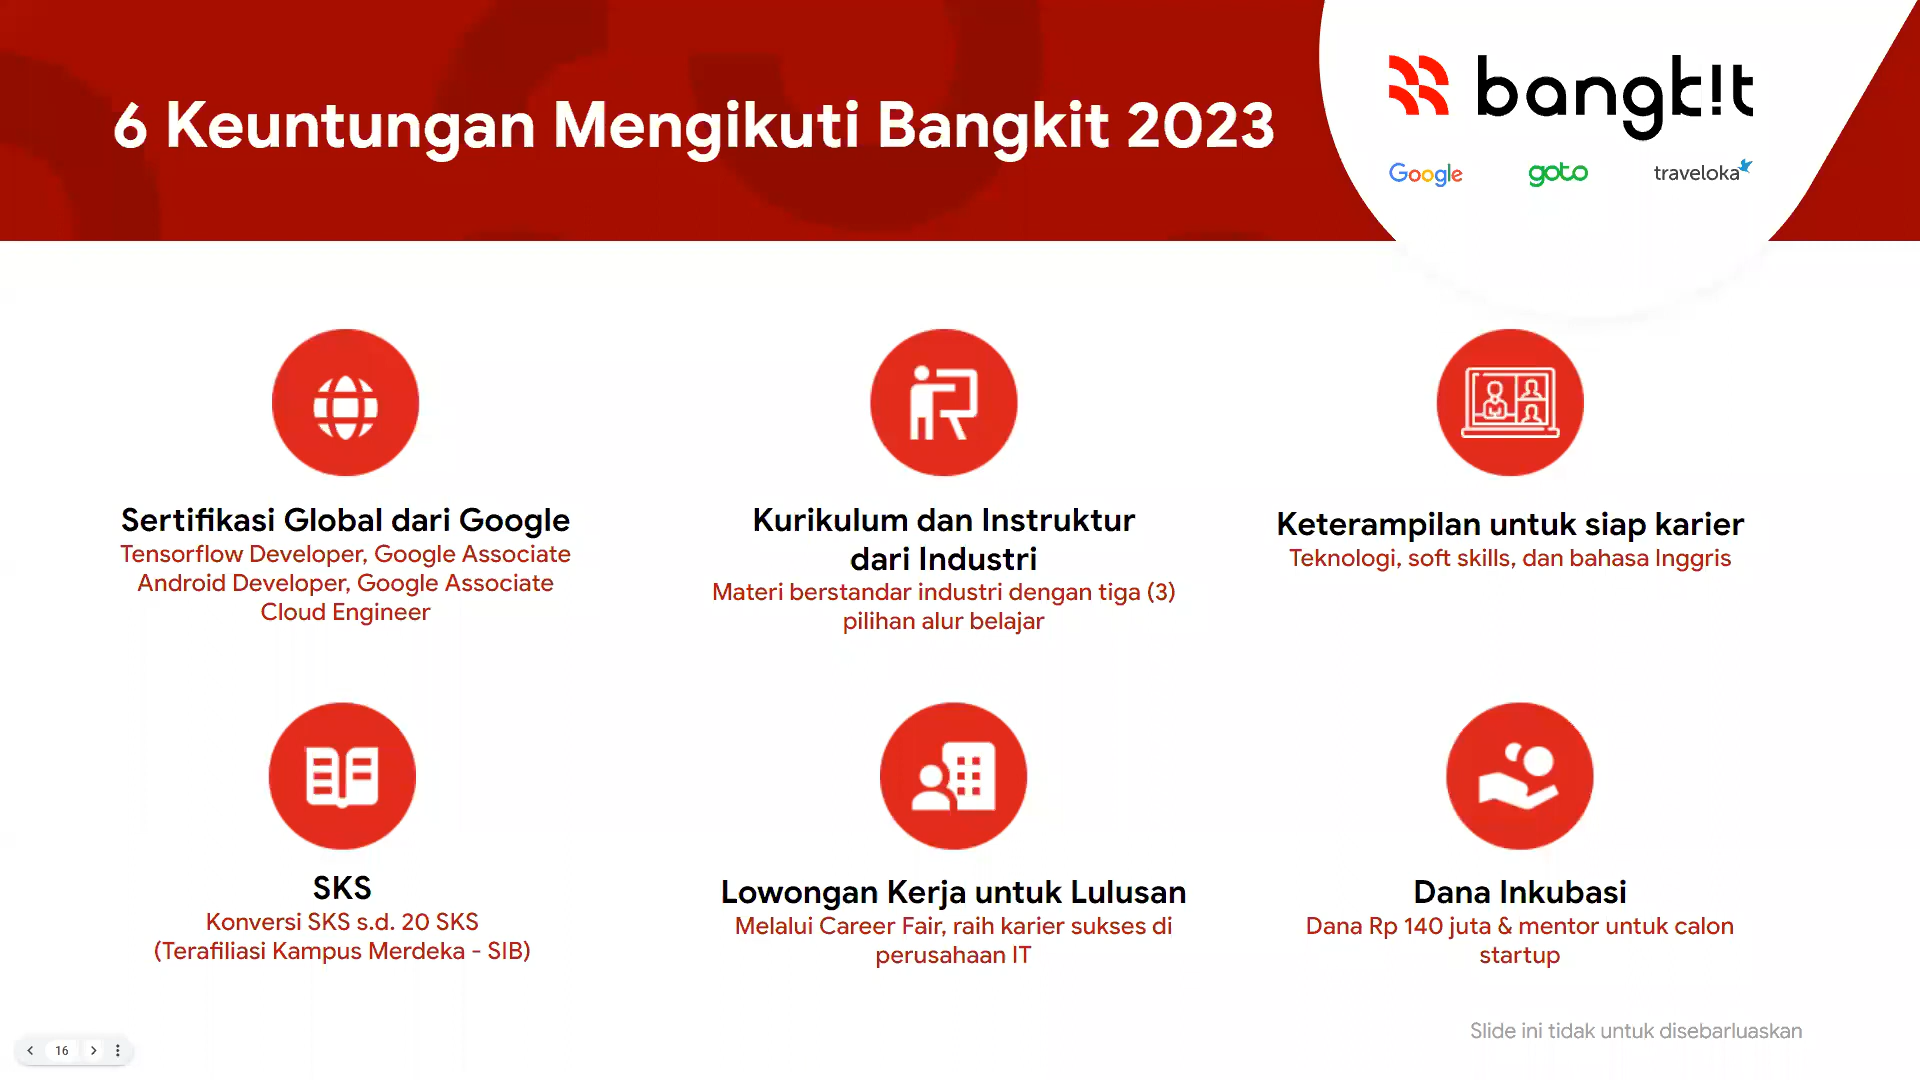 6 Keuntungan Mengikuti Bangkit 2023
bangk!t
Google
goto
traveloka
Sertifikasi Global dari Google
Tensorflow Developer, Google Associate
Android Developer, Google Associate
Cloud Engineer
Kurikulum dan Instruktur
dari Industri
Materi berstandar industri dengan tiga (3)
pilihan alur belajar
Keterampilan untuk siap karier
Teknologi, soft skills, dan bahasa Inggris
SKS
Konversi SKS s.d. 20 SKS
(Terafiliasi Kampus Merdeka - SIB)
Lowongan Kerja untuk Lulusan
Melalui Career Fair, raih karier sukses di
perusahaan IT
Dana Inkubasi
Dana Rp 140 juta & mentor untuk calon
startup
Slide ini tidak untuk disebarluaskan
16